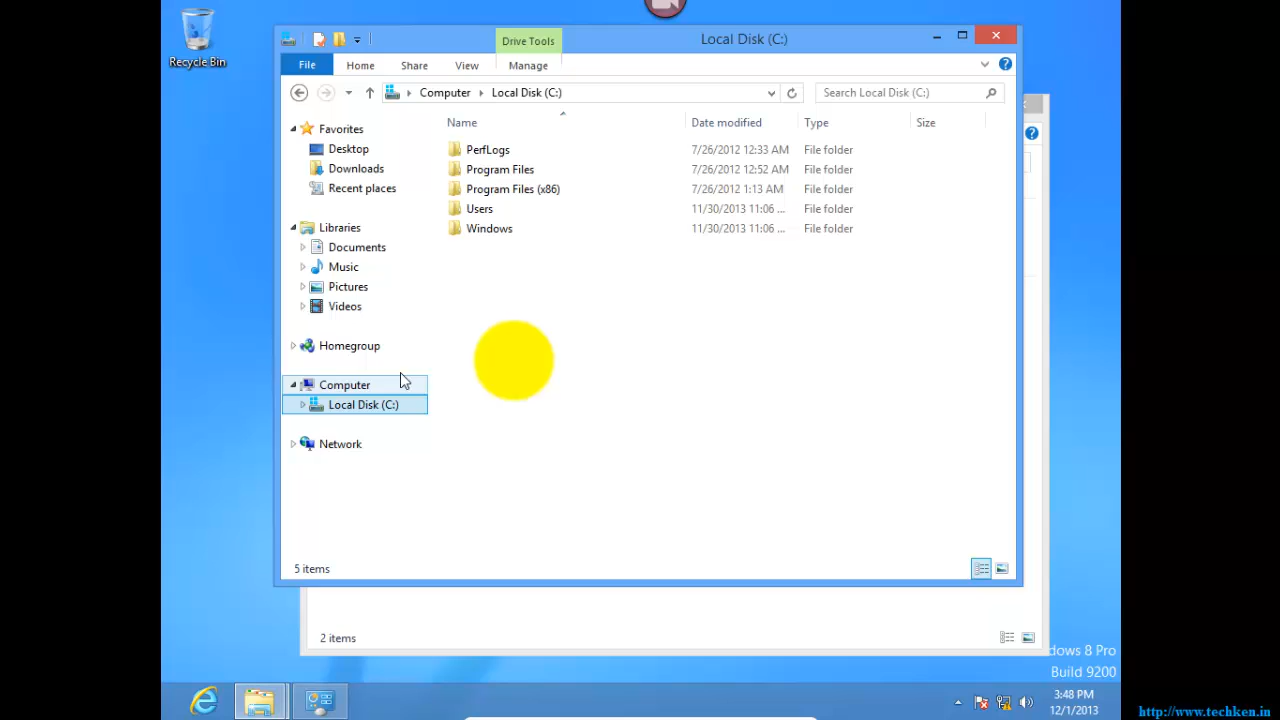 Recycle Bin
Drive Tools
Local Disk (C:)
File
Home
Share
View
Manage
Computer
Local Disk (C:)
Search Local Disk (C:)
Name
Date modified
Type
Size
Favorites
Desktop
Downloads
Recent places
Libraries
Documents
Music
Pictures
Videos
Homegroup
Computer
Local Disk (C:)
Network
PerfLogs 7/26/2012 12:33 AM File folder
Program Files 7/26/2012 12:52 AM File folder
Program Files (x86) 7/26/2012 1:13 AM File folder
Users 11/30/2013 11:06 ... File folder
Windows 11/30/2013 11:06 ... File folder
5 items
2 items
dows 8 Pro
Build 9200
3:48 PM
12/1/2013
http://www.techken.in